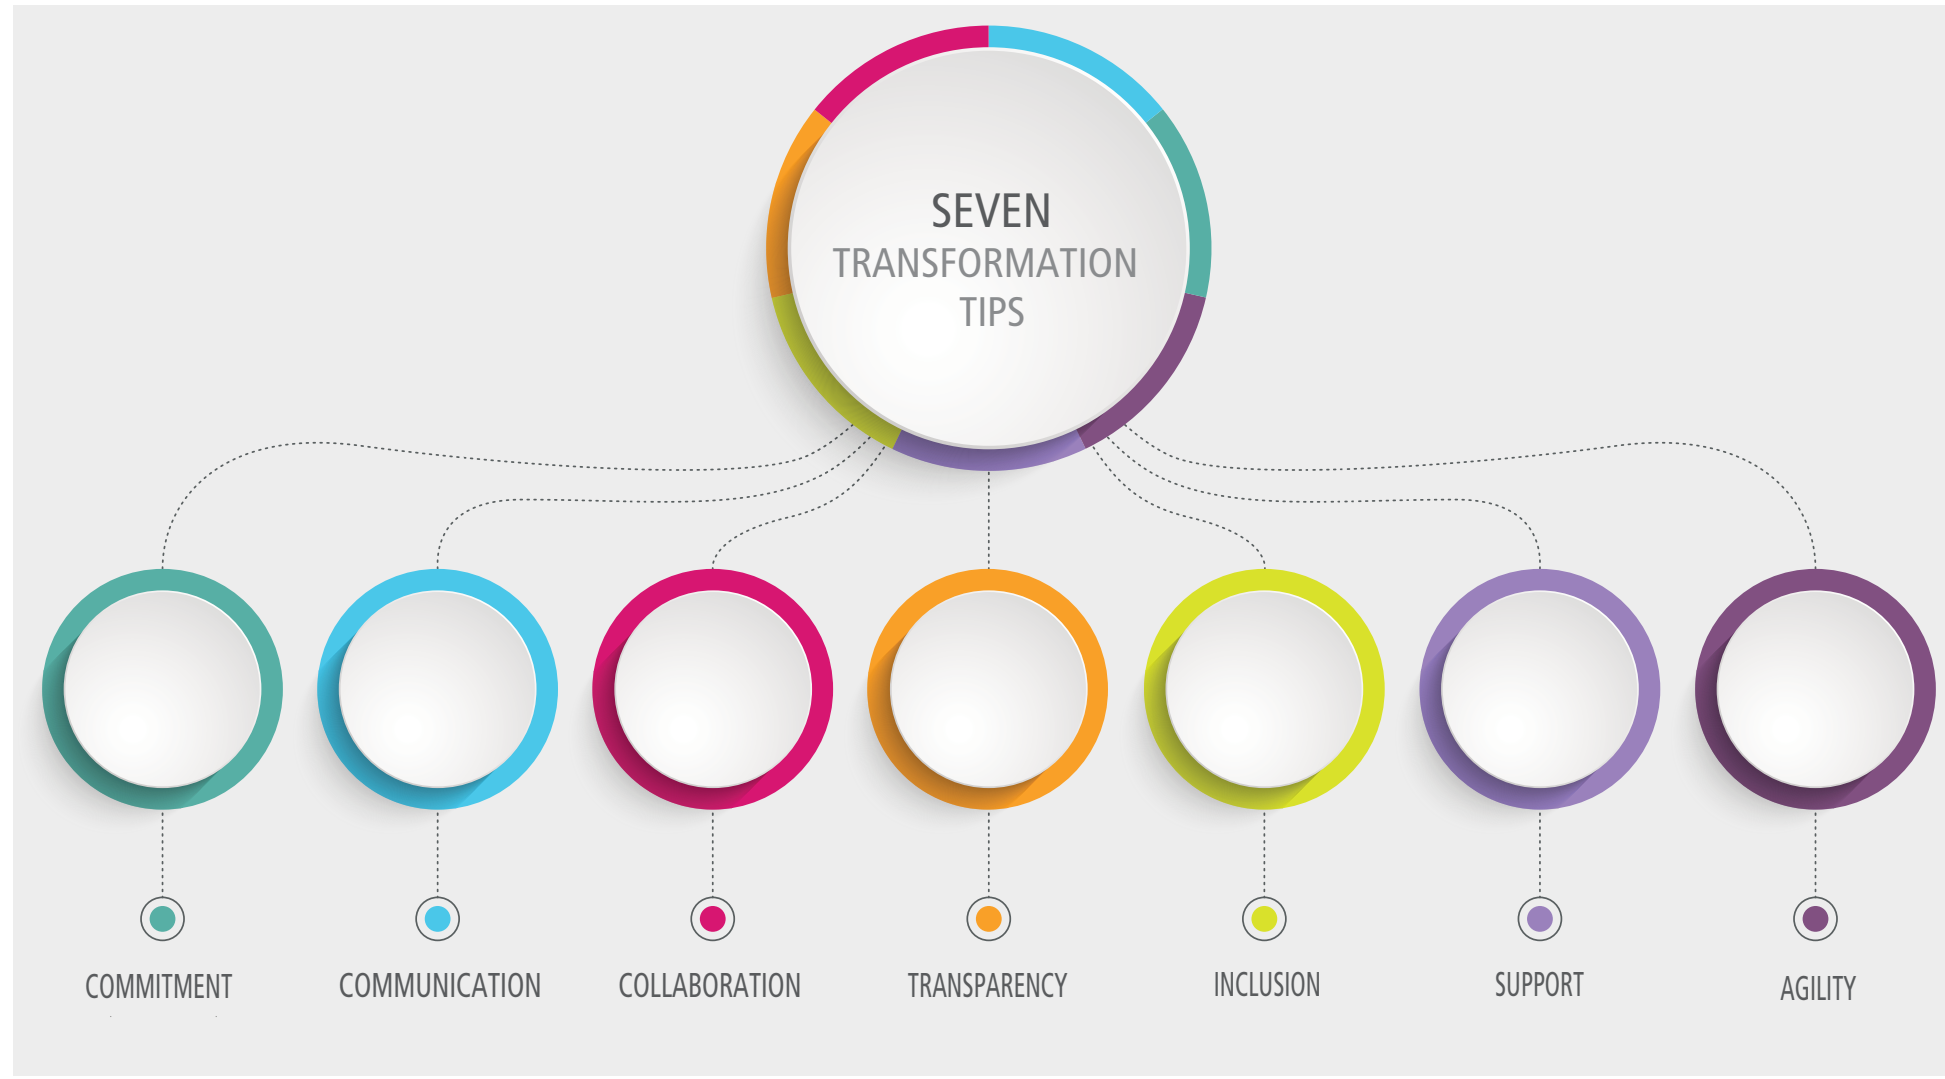 SEVEN
TRANSFORMATION
TIPS
COMMITMENT
COMMUNICATION
COLLABORATION
TRANSPARENCY
INCLUSION
SUPPORT
AGILITY